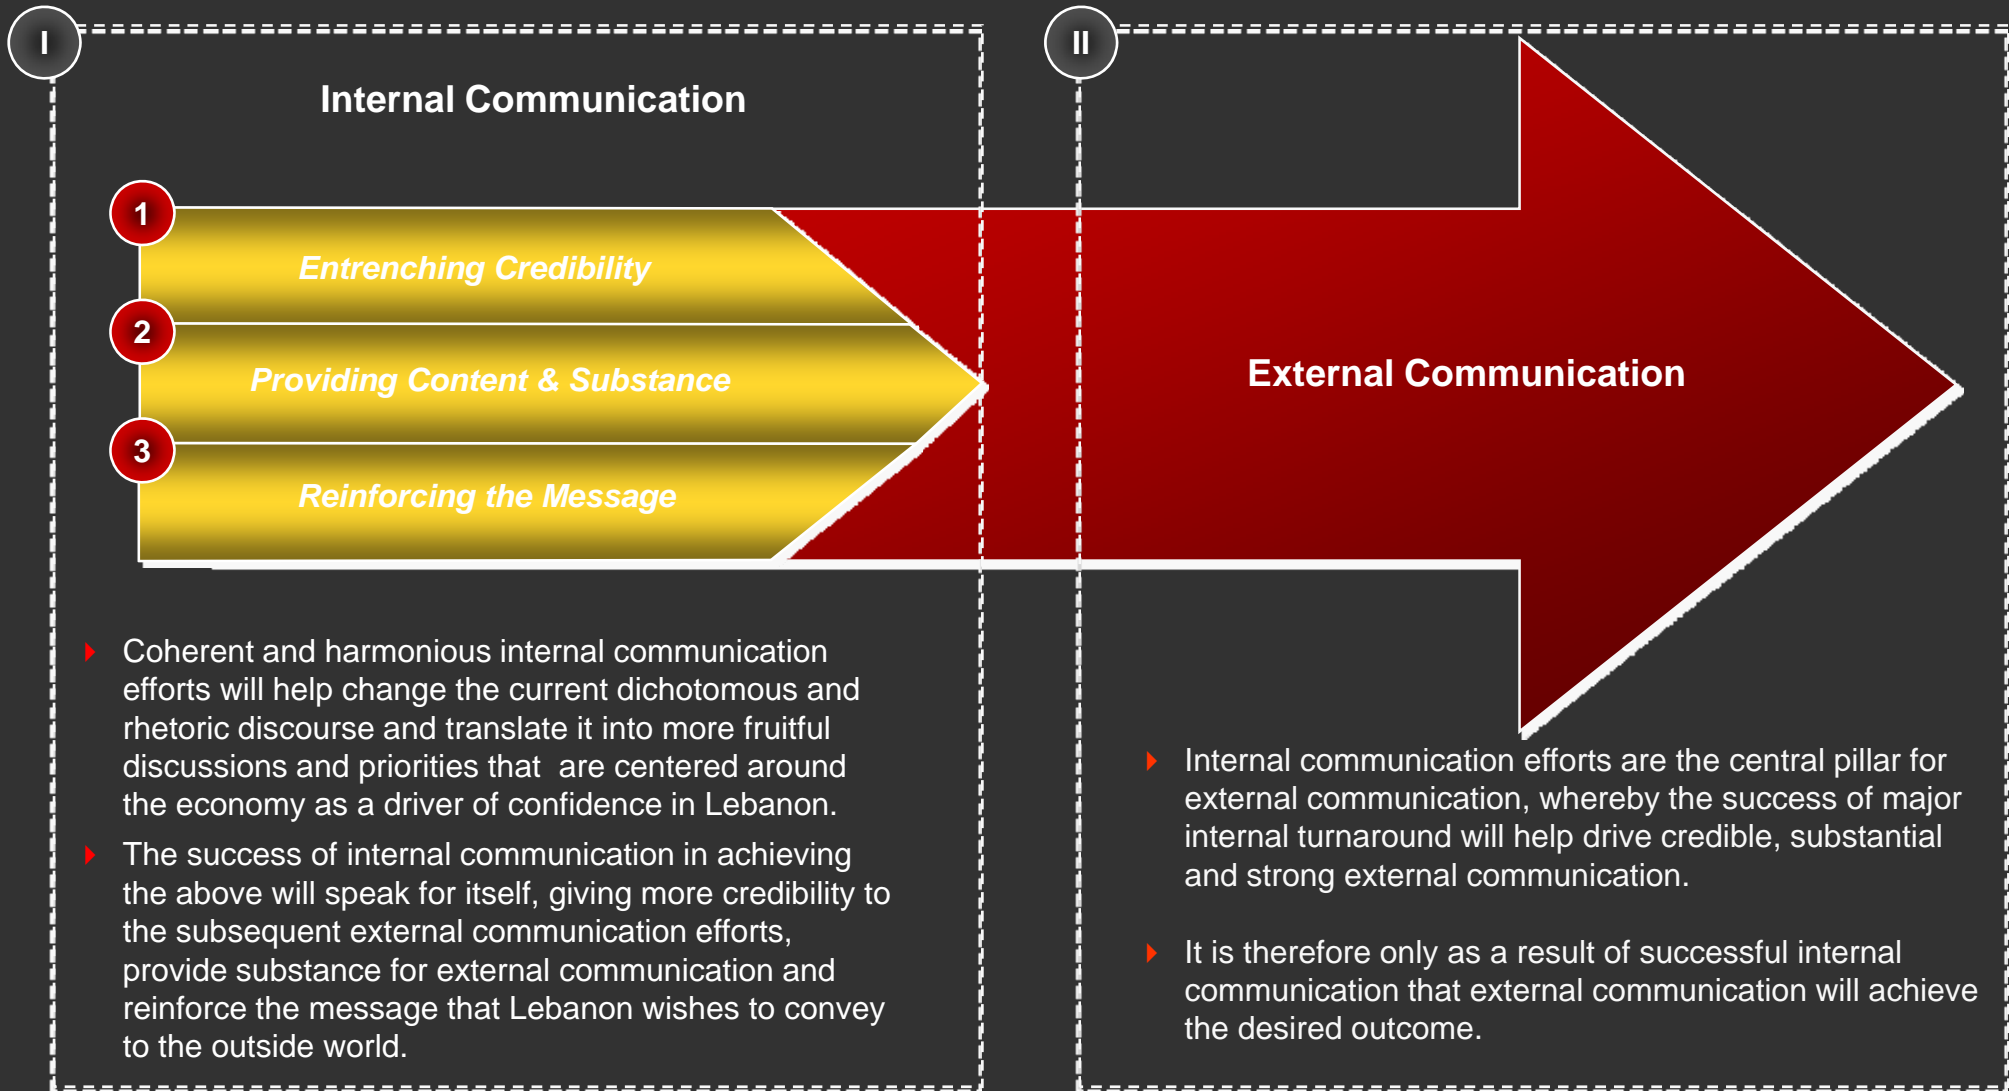 I
Internal Communication
1
Entrenching Credibility
2
Providing Content & Substance
3
Reinforcing the Message
Coherent and harmonious internal communication
efforts will help change the current dichotomous and
rhetoric discourse and translate it into more fruitful
discussions and priorities that  are centered around
the economy as a driver of confidence in Lebanon.
The success of internal communication in achieving
the above will speak for itself, giving more credibility to
the subsequent external communication efforts,
provide substance for external communication and
reinforce the message that Lebanon wishes to convey
to the outside world.
II
External Communication
Internal communication efforts are the central pillar for
external communication, whereby the success of major
internal turnaround will help drive credible, substantial
and strong external communication.
It is therefore only as a result of successful internal
communication that external communication will achieve
the desired outcome.